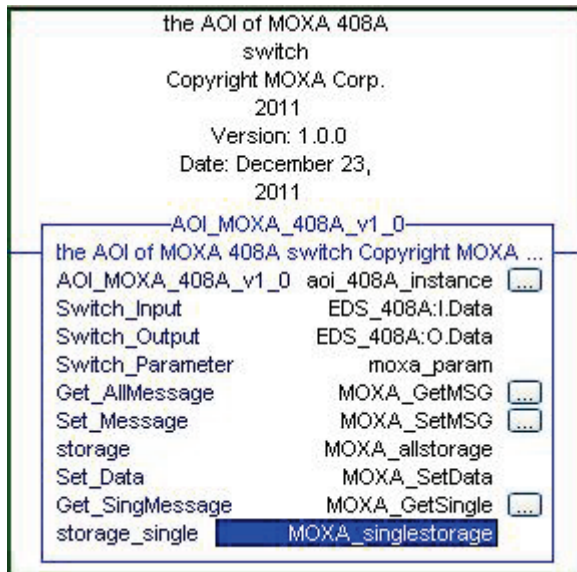 the AOI of MOXA 408A
switch
Copyright MOXA Corp.
2011
Version: 1.0.0
Date: December 23,
2011
AOI_MOXA_408A_v1_0
the AOI of MOXA 408A switch Copyright MOXA ...
AOI_MOXA_408A_v1_0 aoi_408A_instance ...
Switch_Input EDS_408A:I.Data
Switch_Output EDS_408A:O.Data
Switch_Parameter moxa_param
Get_AllMessage MOXA_GetMSG ...
Set_Message MOXA_SetMSG ...
storage MOXA_allstorage
Set_Data MOXA_SetData
Get_SingMessage MOXA_GetSingle ...
storage_single MOXA_singlestorage